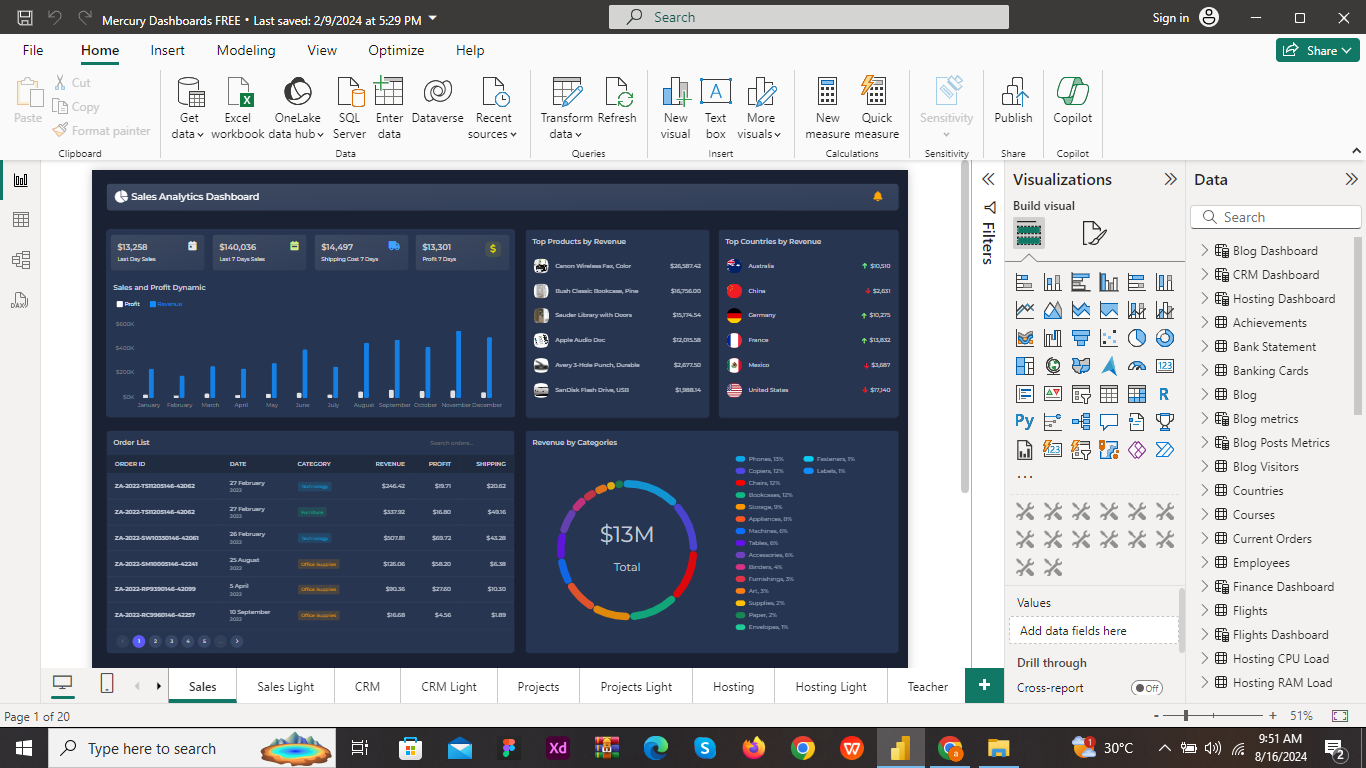 Mercury Dashboards FREE • Last saved: 2/9/2024 at 5:29 PM
Search
Sign in
File Home Insert Modeling View Optimize Help
Share
Paste
Cut
Copy
Format painter
Clipboard
Get data
Excel workbook
OneLake data hub
SQL Server
Enter data
Dataverse
Recent sources
Data
Transform data
Refresh
Queries
New visual
Text box
More visuals
Insert
New measure
Quick measure
Calculations
Sensitivity
Sensitivity
Publish
Share
Copilot
Copilot
Sales Analytics Dashboard
$13,258
Last Day Sales
$140,036
Last 7 Days Sales
$14,497
Shipping Cost 7 Days
$13,301
Profit 7 Days
$
Sales and Profit Dynamic
Profit Revenue
$600K
$400K
$200K
$0K
January February March April May June July August September October November December
Top Products by Revenue
Canon Wireless Fax, Color $26,587.42
Bush Classic Bookcase, Pine $16,756.00
Sauder Library with Doors $15,174.54
Apple Audio Doc $12,015.58
Avery 3-Hole Punch, Durable $2,677.50
SanDisk Flash Drive, USB $1,988.14
Top Countries by Revenue
Australia $10,510
China $2,631
Germany $10,275
France $13,832
Mexico $3,687
United States $17,140
Order List
Search orders...
ORDER ID DATE CATEGORY REVENUE PROFIT SHIPPING
ZA-2022-TS11205146-42062 27 February 2022 Technology $246.42 $19.71 $20.62
ZA-2022-TS11205146-42062 27 February 2022 Furniture $337.92 $16.80 $49.16
ZA-2022-SW10350146-42061 26 February 2022 Technology $507.81 $69.72 $43.28
ZA-2022-SM10005146-42241 25 August 2022 Office Supplies $126.06 $58.20 $6.38
ZA-2022-RP9390146-42099 5 April 2022 Office Supplies $90.36 $27.60 $10.30
ZA-2022-RC9960146-42257 10 September 2022 Office Supplies $16.68 $4.56 $1.89
1 2 3 4 5 ...
Revenue by Categories
$13M
Total
Phones, 13%
Copiers, 12%
Chairs, 12%
Bookcases, 12%
Storage, 9%
Appliances, 8%
Machines, 6%
Tables, 6%
Accessories, 6%
Binders, 4%
Furnishings, 3%
Art, 3%
Supplies, 2%
Paper, 2%
Envelopes, 1%
Fasteners, 1%
Labels, 1%
Filters
Visualizations
Build visual
123
R
Py
123
...
Values
Add data fields here
Drill through
Cross-report
Off
Data
Search
Blog Dashboard
CRM Dashboard
Hosting Dashboard
Achievements
Bank Statement
Banking Cards
Blog
Blog metrics
Blog Posts Metrics
Blog Visitors
Countries
Courses
Current Orders
Employees
Finance Dashboard
Flights
Flights Dashboard
Hosting CPU Load
Hosting RAM Load
Sales
Sales Light
CRM
CRM Light
Projects
Projects Light
Hosting
Hosting Light
Teacher
+
Page 1 of 20
- + 51%
Type here to search
Xd
30°C
9:51 AM
8/16/2024
2